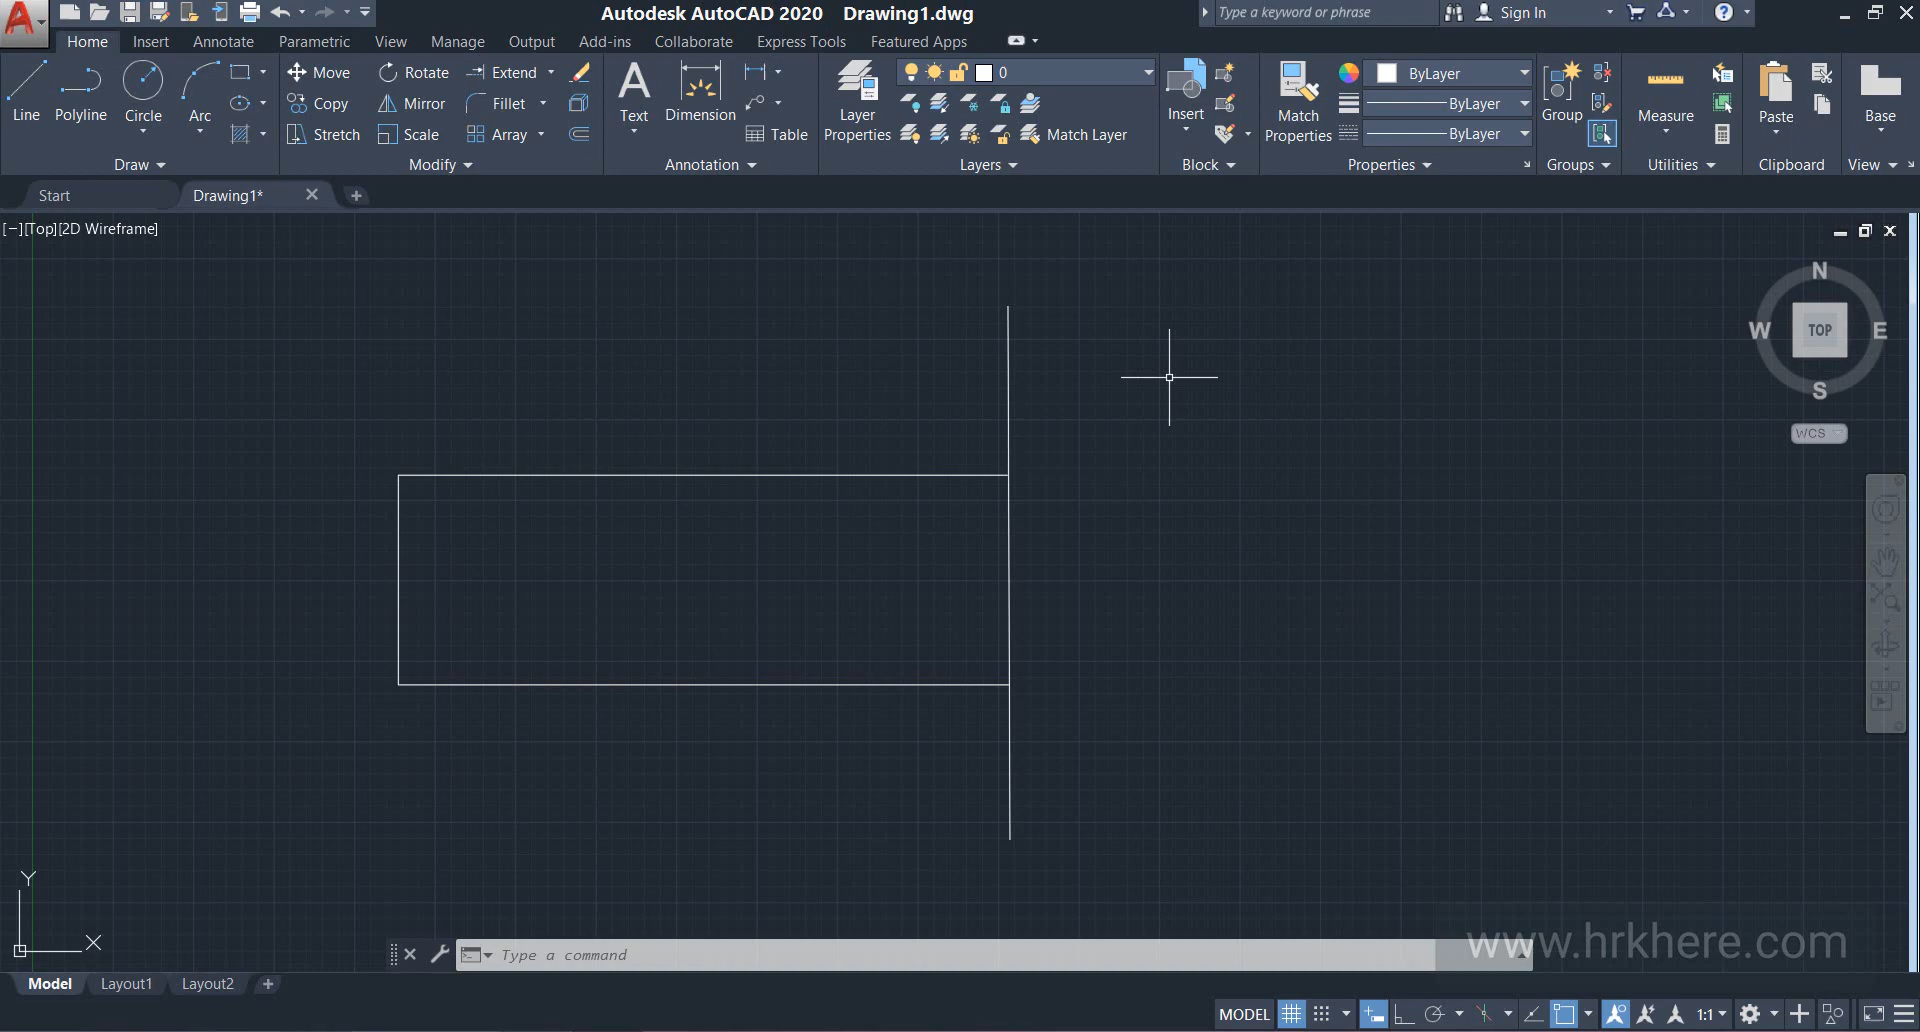 Autodesk AutoCAD 2020 Drawing1.dwg
Type a keyword or phrase
Sign In
Home Insert Annotate Parametric View Manage Output Add-ins Collaborate Express Tools Featured Apps
Line Polyline Circle Arc
Draw
Move Rotate Extend
Copy Mirror Fillet
Stretch Scale Array
Modify
Text Dimension
Table
Annotation
Layer Properties
0
Match Layer
Layers
Insert
Block
Match Properties
ByLayer
ByLayer
ByLayer
Properties
Group
Groups
Measure
Utilities
Paste
Clipboard
Base
View
Start Drawing1*
[−][Top][2D Wireframe]
N
W TOP E
S
WCS
Y
X
Type a command
www.hrkhere.com
Model Layout1 Layout2
MODEL 1:1